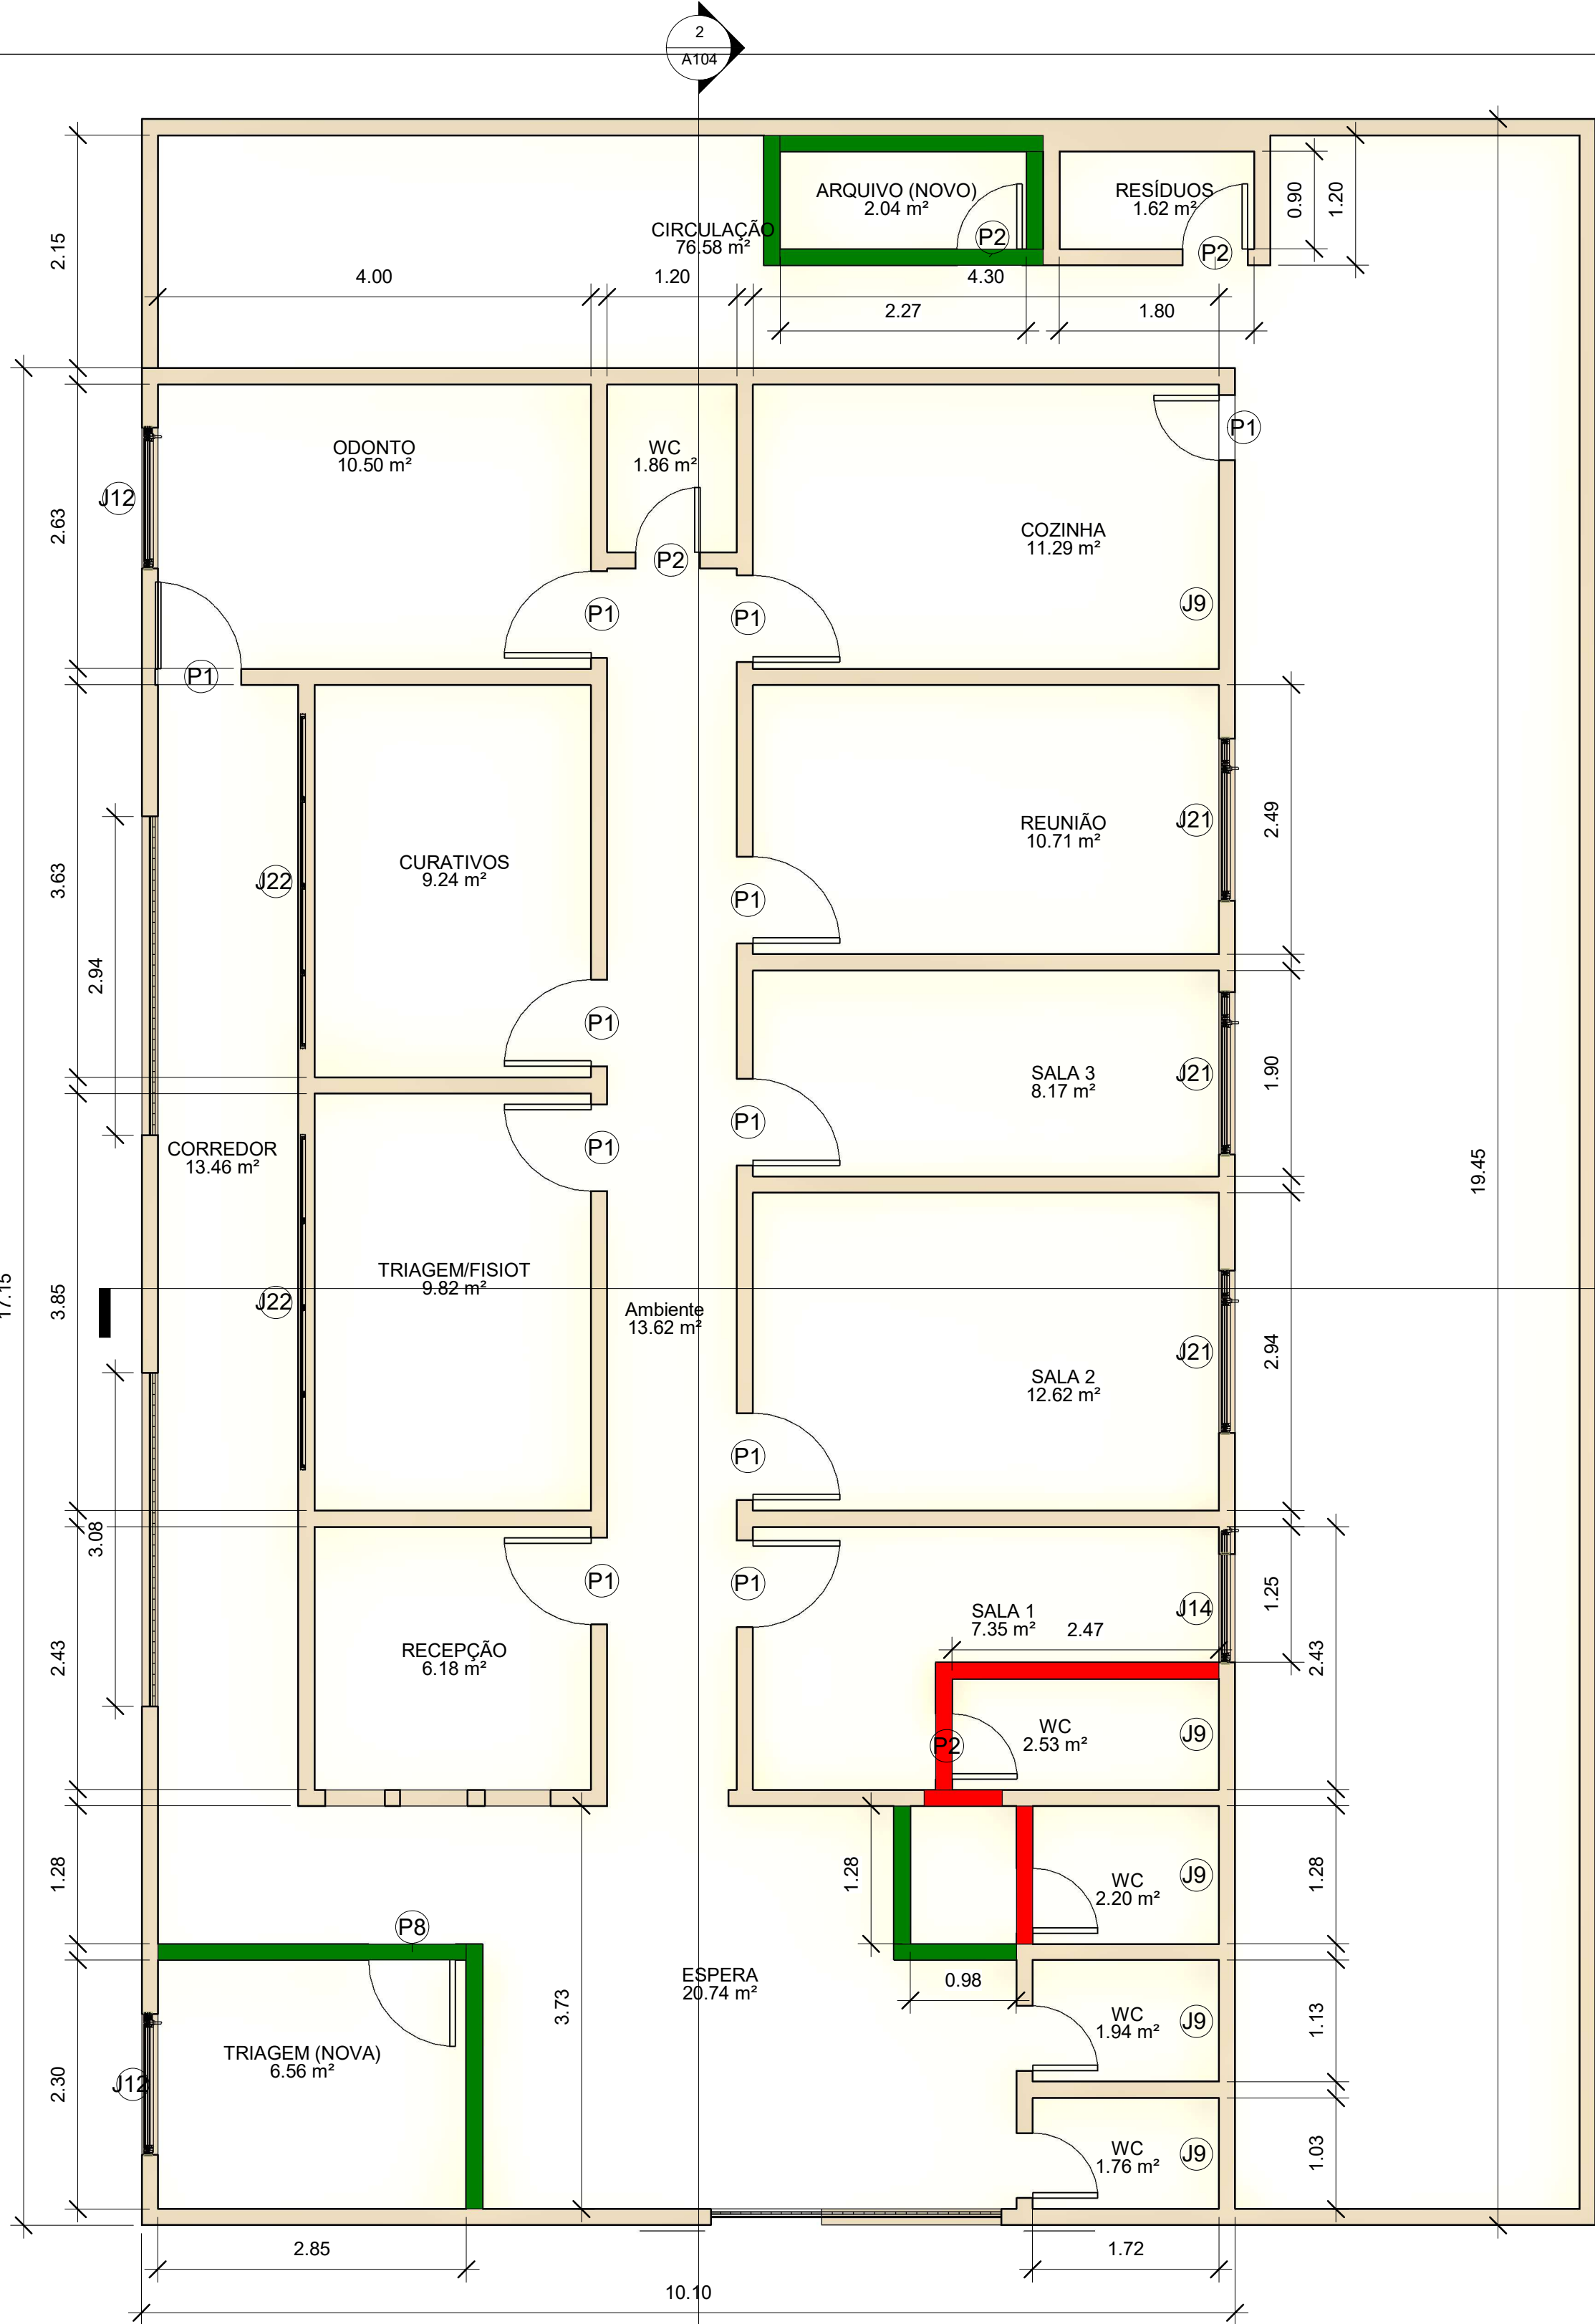 2
A104
ARQUIVO (NOVO)
2.04 m²
P2
RESÍDUOS
1.62 m²
P2
0.90
1.20
CIRCULAÇÃO
76.58 m²
2.15
4.00
1.20
4.30
2.27
1.80
ODONTO
10.50 m²
WC
1.86 m²
P2
COZINHA
11.29 m²
P1
J12
2.63
P1
P1
P1
J9
CURATIVOS
9.24 m²
REUNIÃO
10.71 m²
J21
2.49
J22
3.63
2.94
P1
P1
SALA 3
8.17 m²
J21
1.90
P1
P1
CORREDOR
13.46 m²
19.45
TRIAGEM/FISIOT
9.82 m²
J22
3.85
17.15
Ambiente
13.62 m²
SALA 2
12.62 m²
J21
2.94
P1
3.08
P1
P1
SALA 1
7.35 m²
2.47
J14
1.25
RECEPÇÃO
6.18 m²
2.43
2.43
WC
2.53 m²
P2
J9
1.28
1.28
WC
2.20 m²
J9
1.28
P8
ESPERA
20.74 m²
0.98
3.73
WC
1.94 m²
J9
1.13
TRIAGEM (NOVA)
6.56 m²
J12
2.30
WC
1.76 m²
J9
1.03
2.85
1.72
10.10